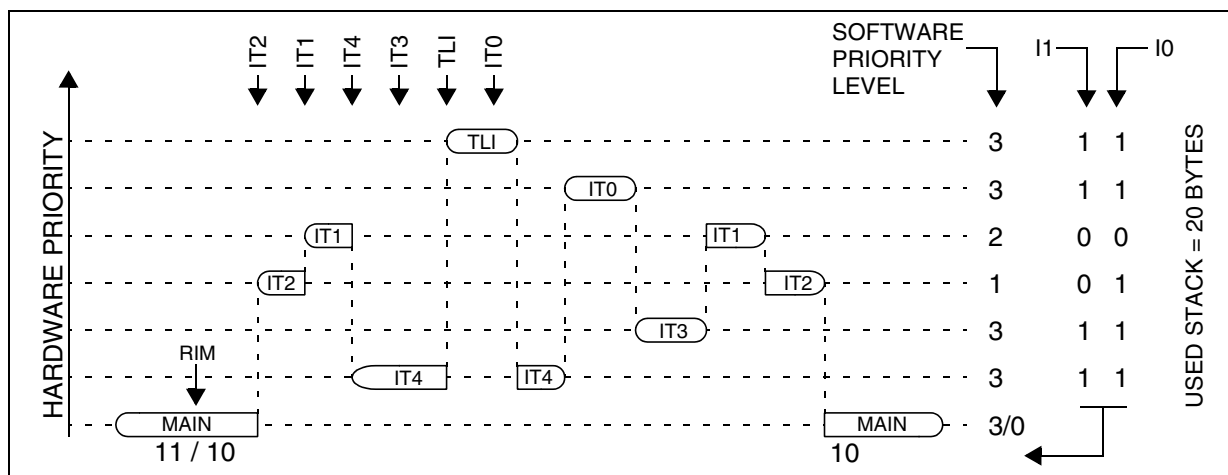 IT2
IT1
IT4
IT3
TLI
IT0
SOFTWARE
PRIORITY
LEVEL
I1
I0
HARDWARE PRIORITY
USED STACK = 20 BYTES
TLI
3
1 1
IT0
3
1 1
IT1
IT1
2
0 0
IT2
IT2
1
0 1
IT3
3
1 1
RIM
IT4
IT4
3
1 1
MAIN
MAIN
3/0
11 / 10
10